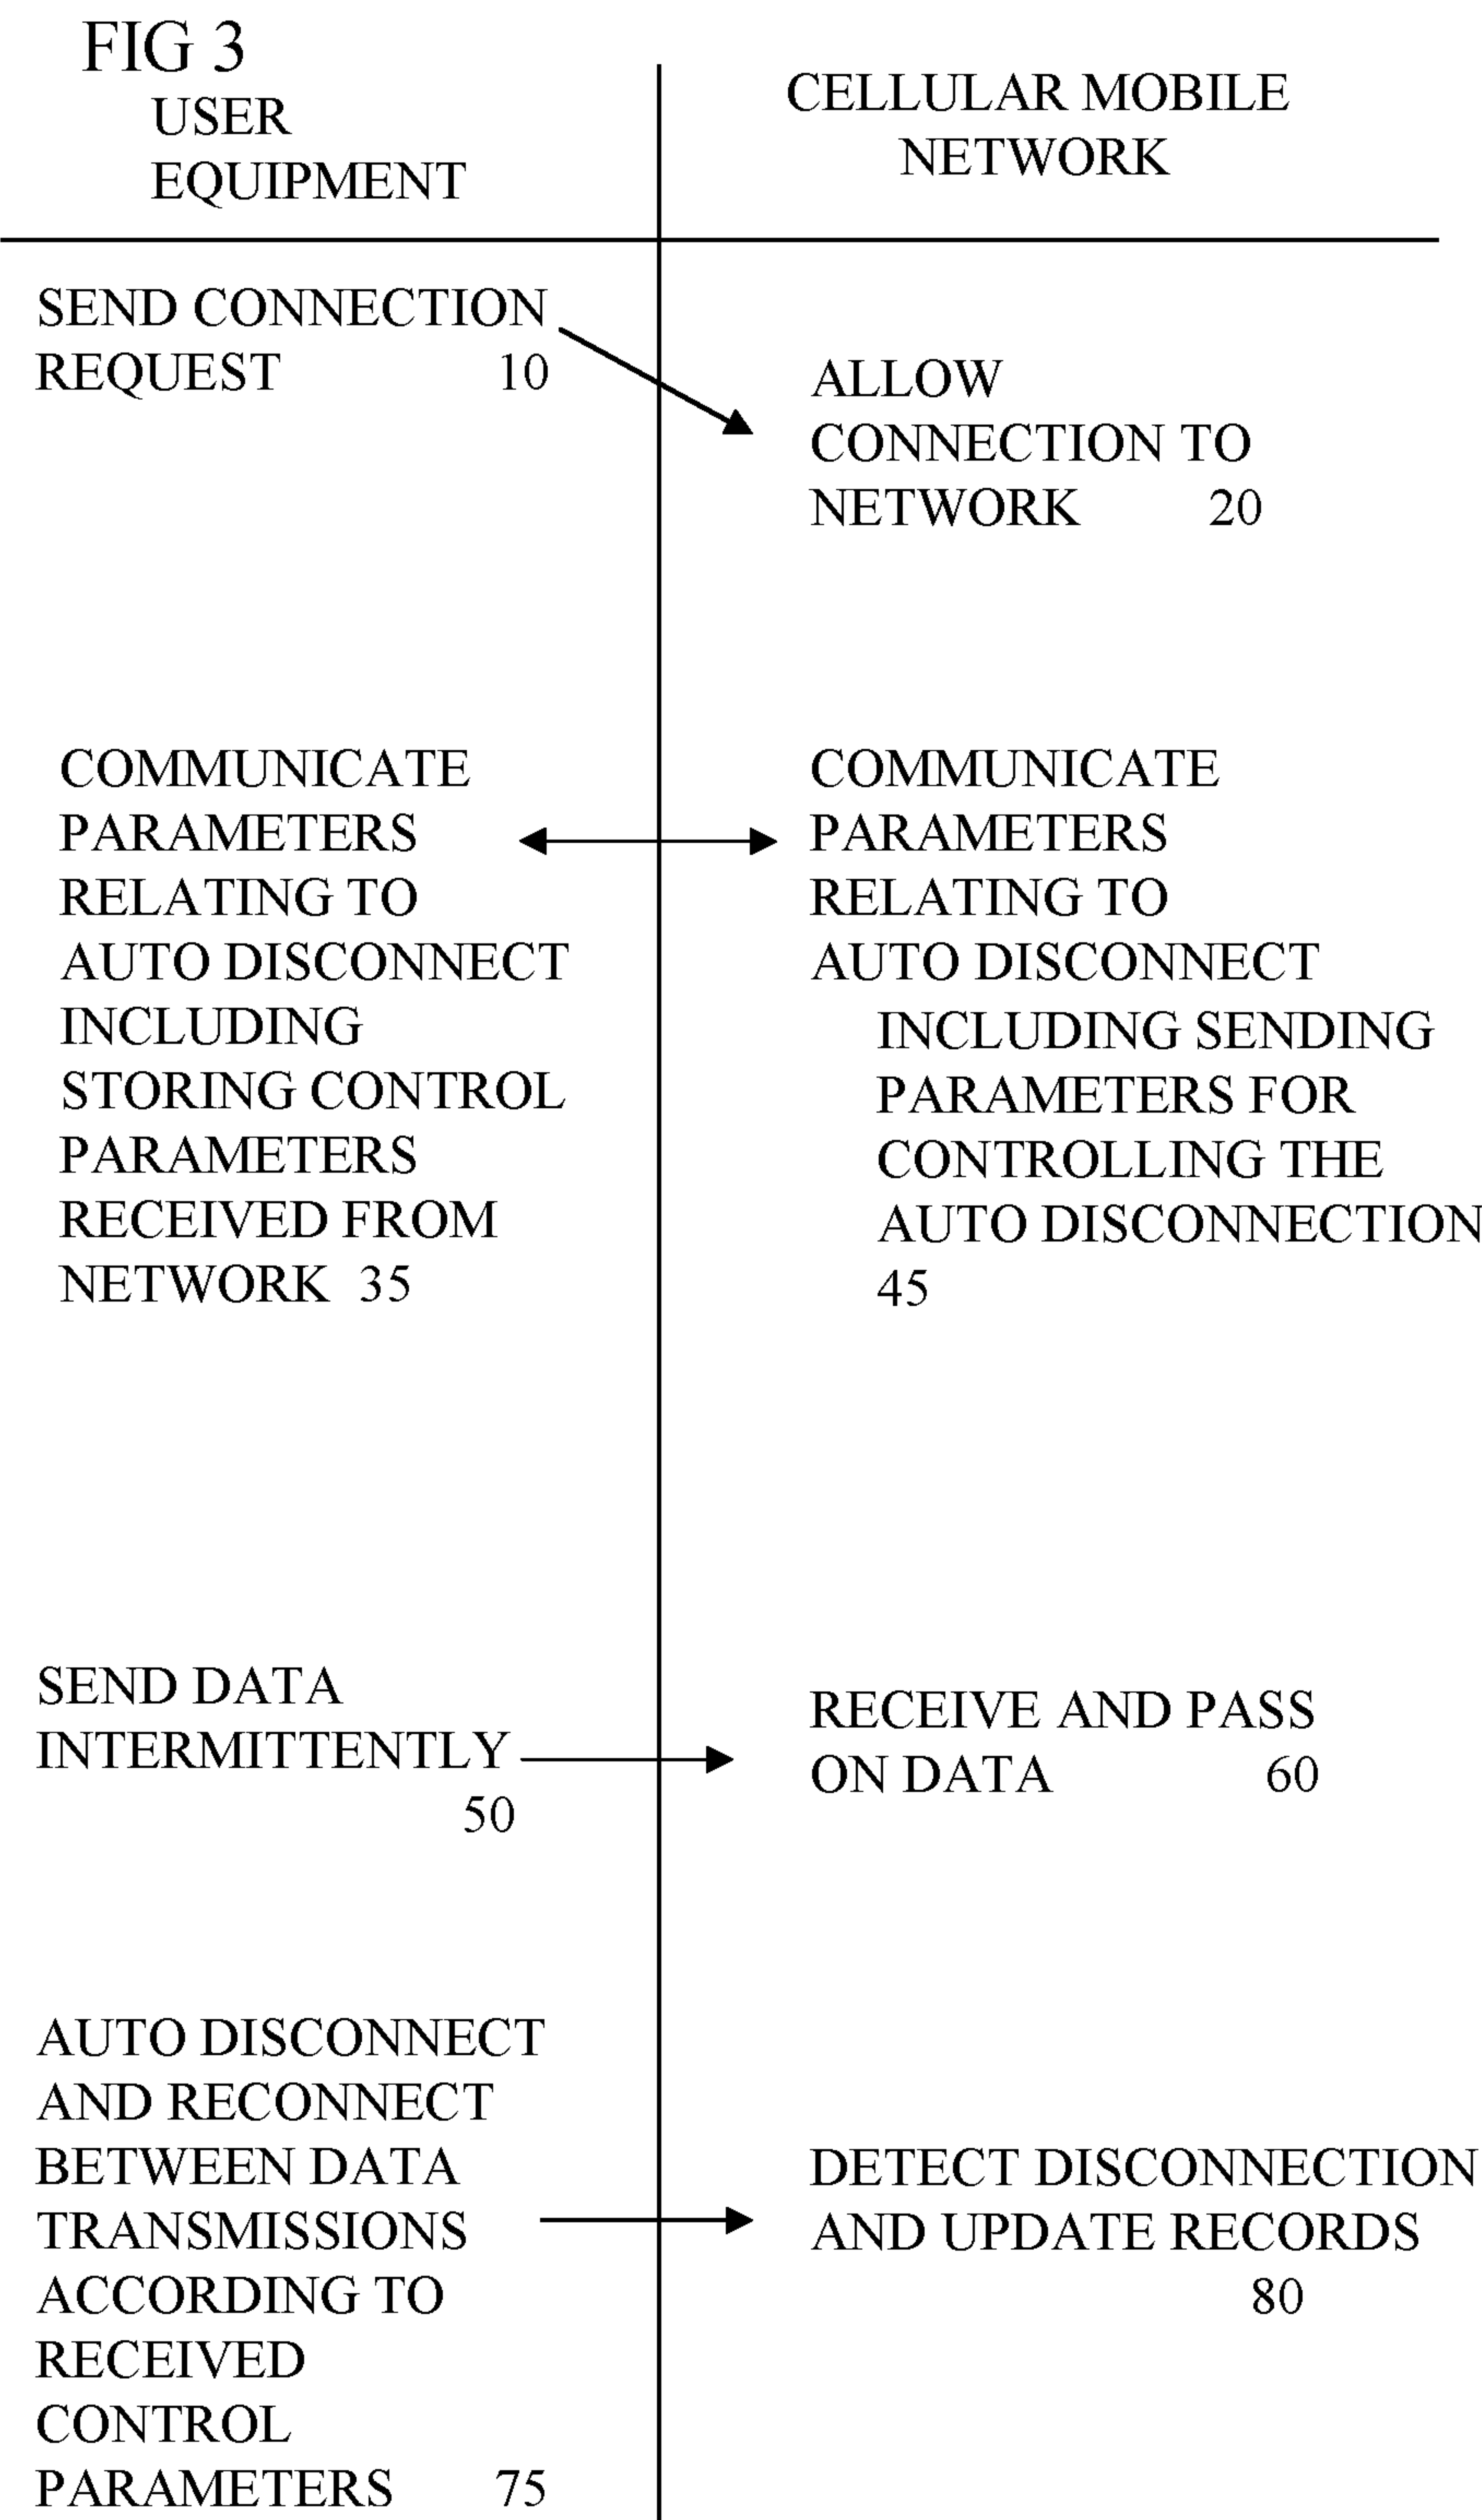 FIG 3
USER
EQUIPMENT
CELLULAR MOBILE
NETWORK
SEND CONNECTION
REQUEST 10
ALLOW
CONNECTION TO
NETWORK 20
COMMUNICATE
PARAMETERS
RELATING TO
AUTO DISCONNECT
INCLUDING
STORING CONTROL
PARAMETERS
RECEIVED FROM
NETWORK 35
COMMUNICATE
PARAMETERS
RELATING TO
AUTO DISCONNECT
INCLUDING SENDING
PARAMETERS FOR
CONTROLLING THE
AUTO DISCONNECTION
45
SEND DATA
INTERMITTENTLY
50
RECEIVE AND PASS
ON DATA 60
AUTO DISCONNECT
AND RECONNECT
BETWEEN DATA
TRANSMISSIONS
ACCORDING TO
RECEIVED
CONTROL
PARAMETERS 75
DETECT DISCONNECTION
AND UPDATE RECORDS
80